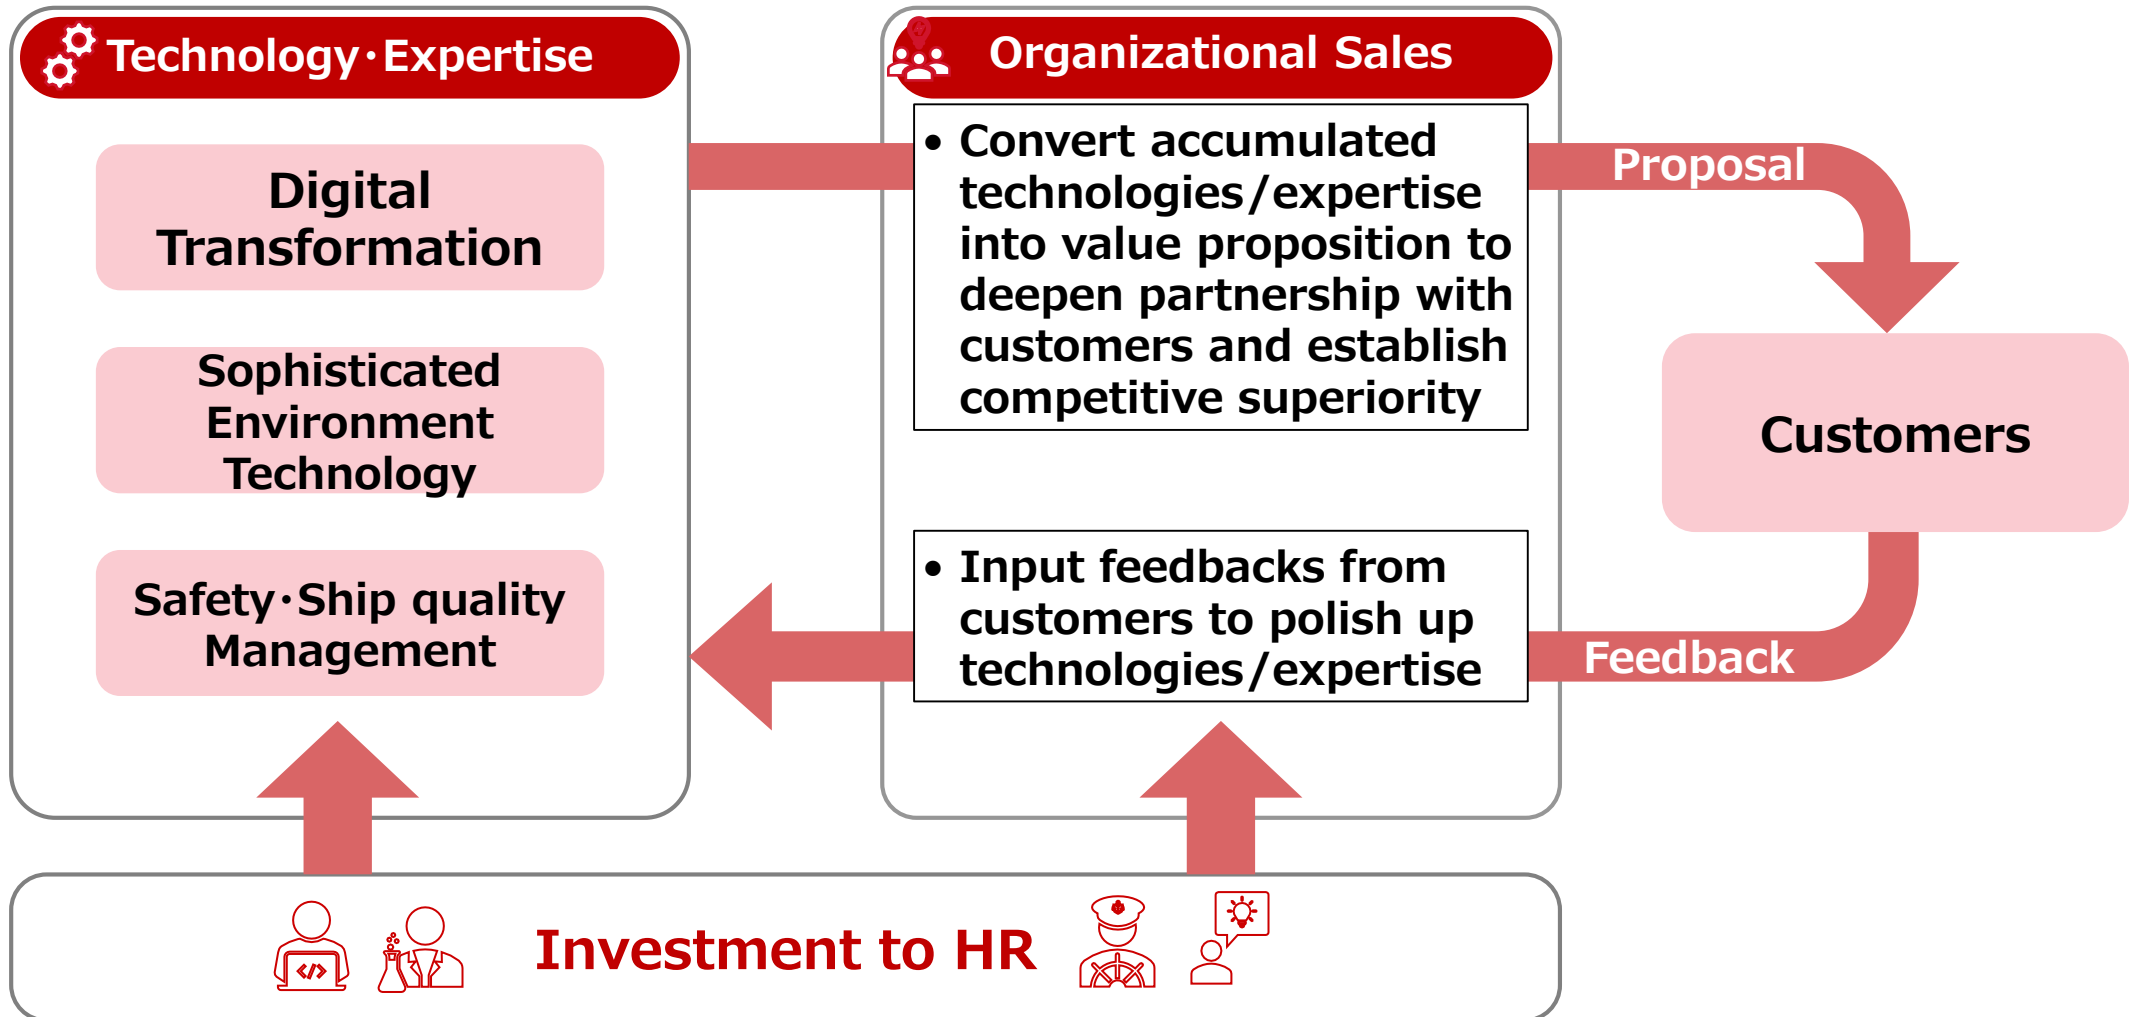 Technology・Expertise
Digital
Transformation
Sophisticated
Environment
Technology
Safety・Ship quality
Management
Organizational Sales
• Convert accumulated
technologies/expertise
into value proposition to
deepen partnership with
customers and establish
competitive superiority
• Input feedbacks from
customers to polish up
technologies/expertise
Proposal
Customers
Feedback
</>
Investment to HR